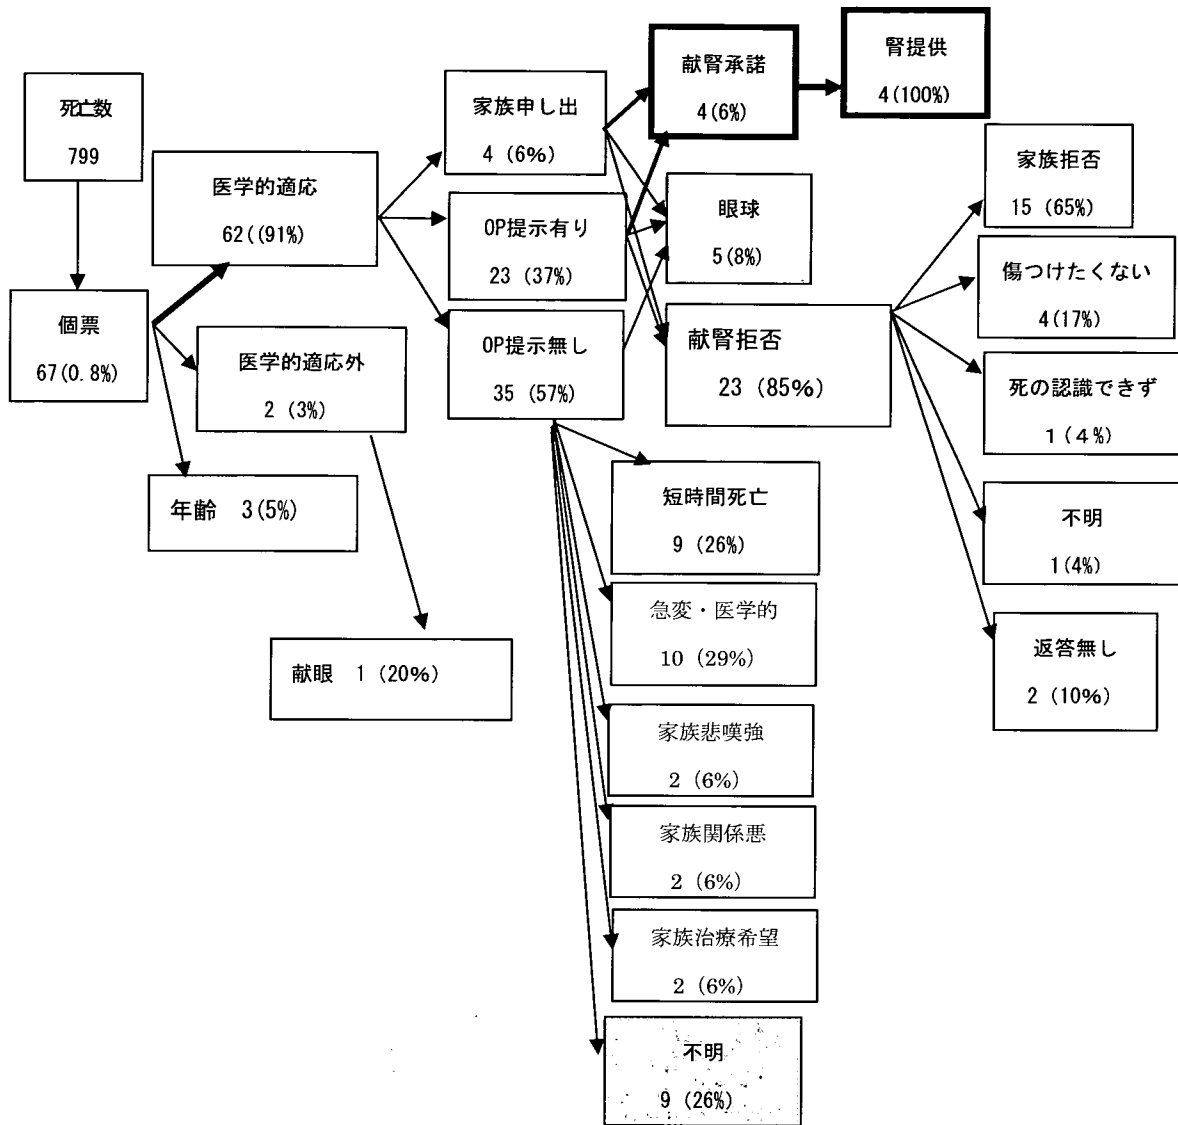 死亡数
799
個票
67(0.8%)
医学的適応
62((91%)
医学的適応外
2 (3%)
年齢 3(5%)
献眼 1 (20%)
家族申し出
4 (6%)
OP提示有り
23 (37%)
OP提示無し
35 (57%)
献腎承諾
4(6%)
腎提供
4(100%)
眼球
5(8%)
献腎拒否
23 (85%)
短時間死亡
9 (26%)
急変・医学的
10 (29%)
家族悲嘆強
2 (6%)
家族関係悪
2 (6%)
家族治療希望
2 (6%)
不明
9 (26%)
家族拒否
15 (65%)
傷つけたくない
4(17%)
死の認識できず
1 (4%)
不明
1(4%)
返答無し
2 (10%)